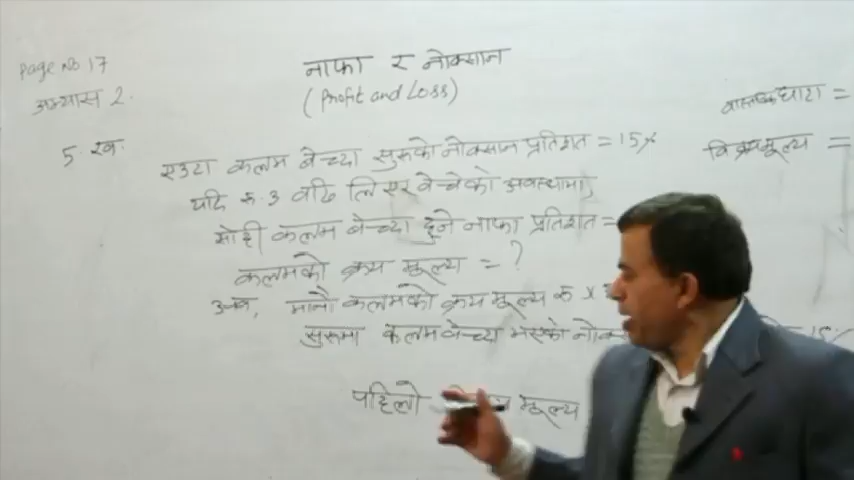 Page No 17
अभ्यास 2.
नाफा र नोक्सान
(Profit and Loss)
5. ख.
एउटा कलम बेच्दा सुरुको नोक्सान प्रतिशत = 15%
यदि रु. 3 बढि लिएर बेचेको अवस्थामा,
सोही कलम बेच्दा हुने नाफा प्रतिशत =
कलमको क्रय मूल्य = ?
अब, मानौ कलमको क्रय मूल्य रु x
सुरुमा कलम बेच्दा भएको
पहिलो मूल्य
घाटा =
विक्रय मूल्य =